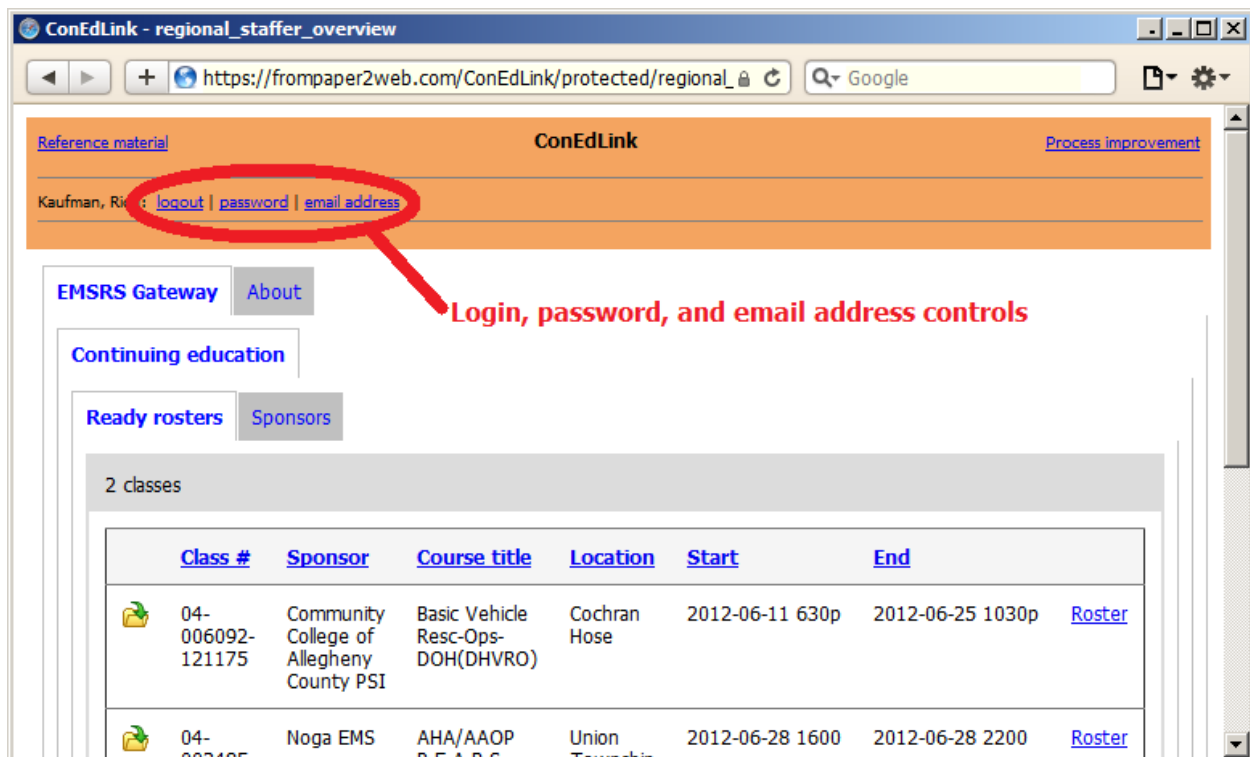 ConEdLink - regional_staffer_overview
https://frompaper2web.com/ConEdLink/protected/regional_
Google
Reference material
ConEdLink
Process improvement
Kaufman, logout | password | email address
EMSRS Gateway About
Login, password, and email address controls
Continuing education
Ready rosters Sponsors
2 classes
Class # Sponsor Course title Location Start End
04- Community Basic Vehicle Cochran 2012-06-11 630p 2012-06-25 1030p Roster
006092- College of Resc-Ops- Hose
121175 Allegheny DOH(DHVRO)
County PSI
04- Noga EMS AHA/AAOP Union 2012-06-28 1600 2012-06-28 2200 Roster